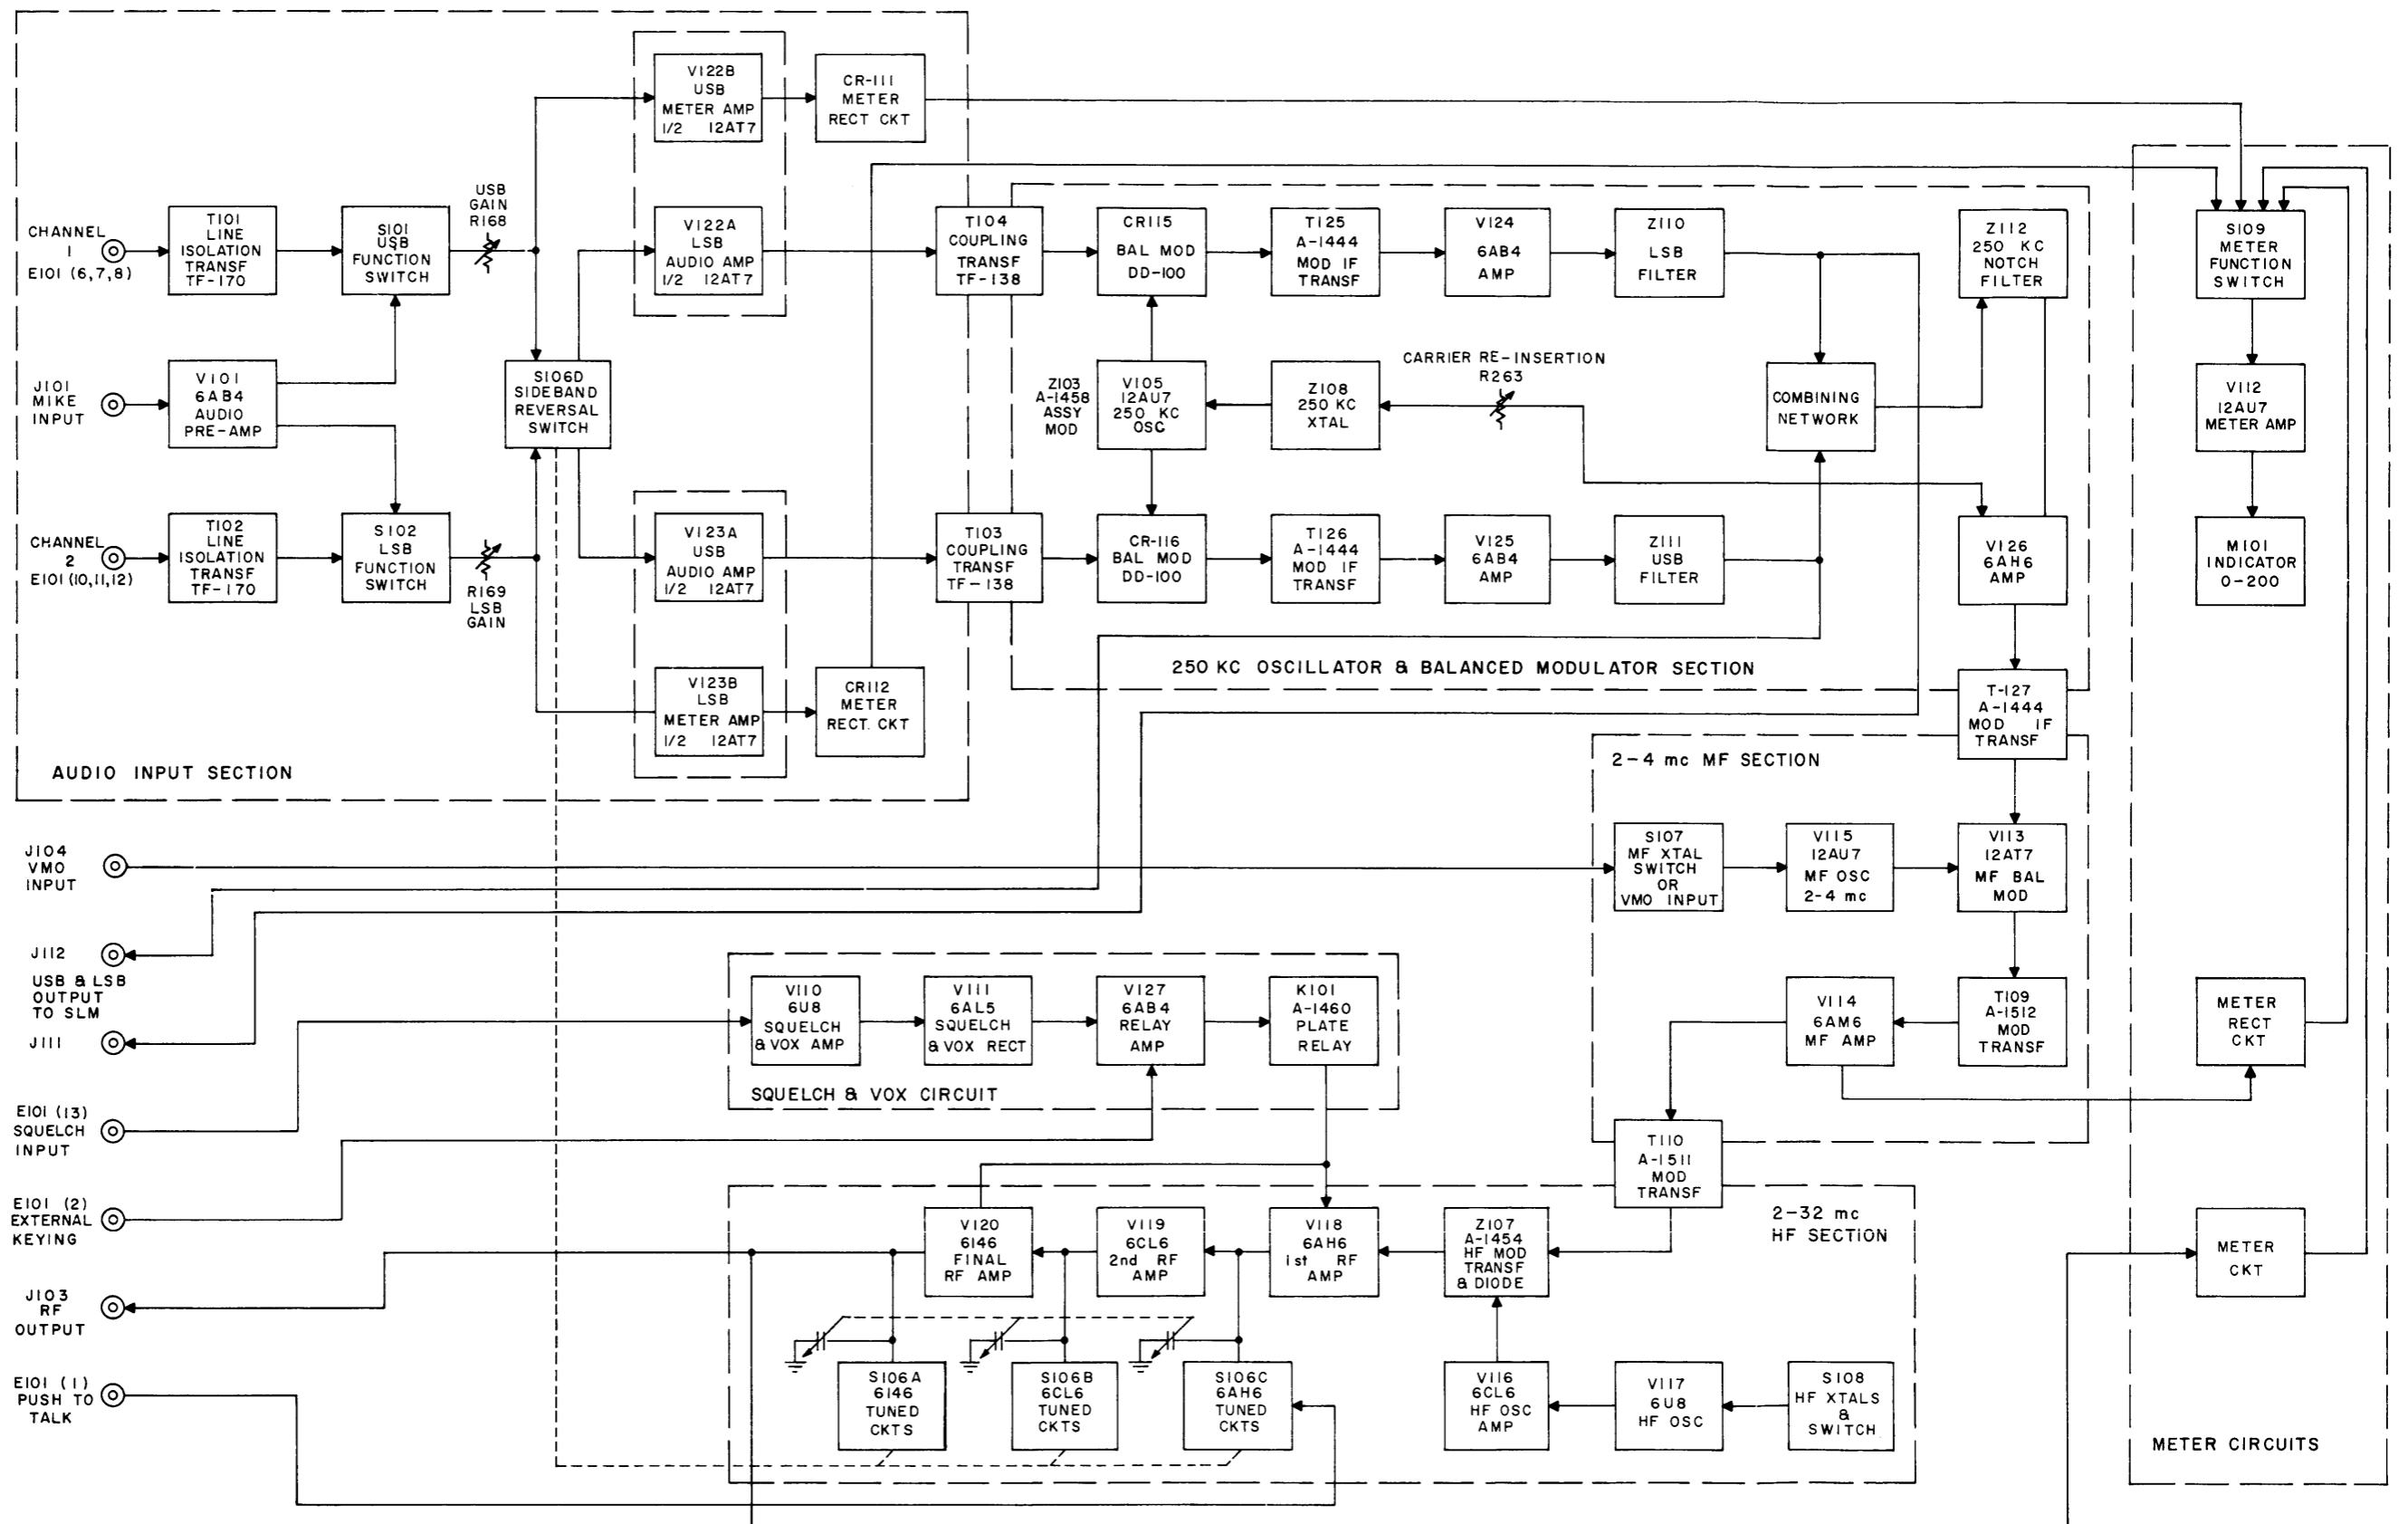 V122B
USB
METER AMP
1/2 12AT7
CR-111
METER
RECT CKT
CHANNEL
1
E101 (6,7,8)
T101
LINE
ISOLATION
TRANSF
TF-170
S101
USB
FUNCTION
SWITCH
USB
GAIN
R168
V122A
LSB
AUDIO AMP
1/2 12AT7
T104
COUPLING
TRANSF
TF-138
CR115
BAL MOD
DD-100
T125
A-1444
MOD IF
TRANSF
V124
6AB4
AMP
Z110
LSB
FILTER
Z112
250 KC
NOTCH
FILTER
S109
METER
FUNCTION
SWITCH
J101
MIKE
INPUT
V101
6AB4
AUDIO
PRE-AMP
S106D
SIDEBAND
REVERSAL
SWITCH
Z103
A-1458
ASSY
MOD
V105
12AU7
250 KC
OSC
Z108
250 KC
XTAL
CARRIER RE-INSERTION
R263
COMBINING
NETWORK
V112
12AU7
METER AMP
CHANNEL
2
E101 (10,11,12)
T102
LINE
ISOLATION
TRANSF
TF-170
S102
LSB
FUNCTION
SWITCH
R169
LSB
GAIN
V123A
USB
AUDIO AMP
1/2 12AT7
T103
COUPLING
TRANSF
TF-138
CR-116
BAL MOD
DD-100
T126
A-1444
MOD IF
TRANSF
V125
6AB4
AMP
Z111
USB
FILTER
V126
6AH6
AMP
M101
INDICATOR
0-200
V123B
LSB
METER AMP
1/2 12AT7
CR112
METER
RECT. CKT
250 KC OSCILLATOR & BALANCED MODULATOR SECTION
T-127
A-1444
MOD IF
TRANSF
AUDIO INPUT SECTION
2-4 mc MF SECTION
J104
VMO
INPUT
S107
MF XTAL
SWITCH
OR
VMO INPUT
V115
12AU7
MF OSC
2-4 mc
V113
12AT7
MF BAL
MOD
J112
USB & LSB
OUTPUT
TO SLM
J111
V110
6U8
SQUELCH
& VOX AMP
V111
6AL5
SQUELCH
& VOX RECT
V127
6AB4
RELAY
AMP
K101
A-1460
PLATE
RELAY
V114
6AM6
MF AMP
T109
A-1512
MOD
TRANSF
METER
RECT
CKT
SQUELCH & VOX CIRCUIT
E101 (13)
SQUELCH
INPUT
T110
A-1511
MOD
TRANSF
E101 (2)
EXTERNAL
KEYING
V120
6146
FINAL
RF AMP
V119
6CL6
2nd RF
AMP
V118
6AH6
1st RF
AMP
Z107
A-1454
HF MOD
TRANSF
& DIODE
2-32 mc
HF SECTION
METER
CKT
J103
RF
OUTPUT
E101 (1)
PUSH TO
TALK
S106A
6146
TUNED
CKTS
S106B
6CL6
TUNED
CKTS
S106C
6AH6
TUNED
CKTS
V116
6CL6
HF OSC
AMP
V117
6U8
HF OSC
S108
HF XTALS
&
SWITCH
METER CIRCUITS